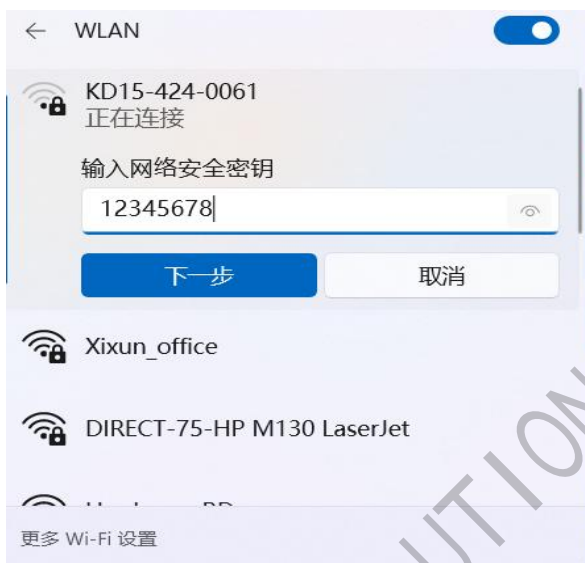 WLAN
KD15-424-0061
正在连接
输入网络安全密钥
12345678
下一步
取消
Xixun_office
DIRECT-75-HP M130 LaserJet
更多 Wi-Fi 设置
UTION